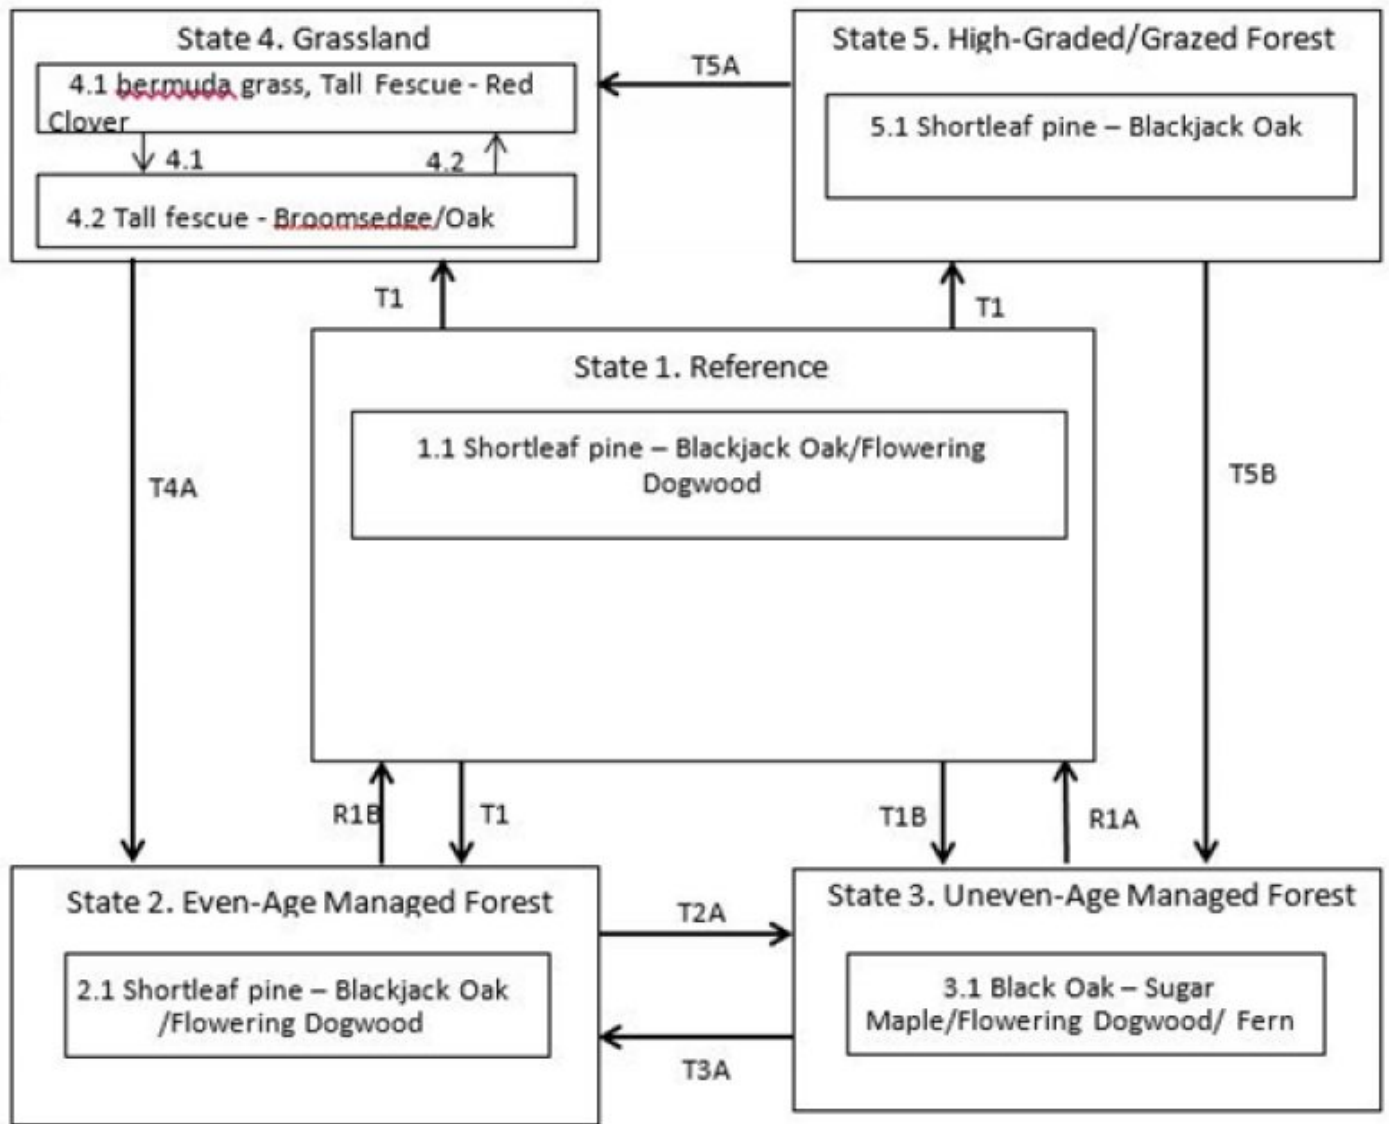 State 4. Grassland
4.1 bermuda grass, Tall Fescue - Red
Clover
4.1
4.2
4.2 Tall fescue - Broomsedge/Oak
T5A
State 5. High-Graded/Grazed Forest
5.1 Shortleaf pine – Blackjack Oak
T1
T1
State 1. Reference
1.1 Shortleaf pine – Blackjack Oak/Flowering
Dogwood
T4A
T5B
R1B
T1
T1B
R1A
State 2. Even-Age Managed Forest
2.1 Shortleaf pine – Blackjack Oak
/Flowering Dogwood
T2A
T3A
State 3. Uneven-Age Managed Forest
3.1 Black Oak – Sugar
Maple/Flowering Dogwood/ Fern